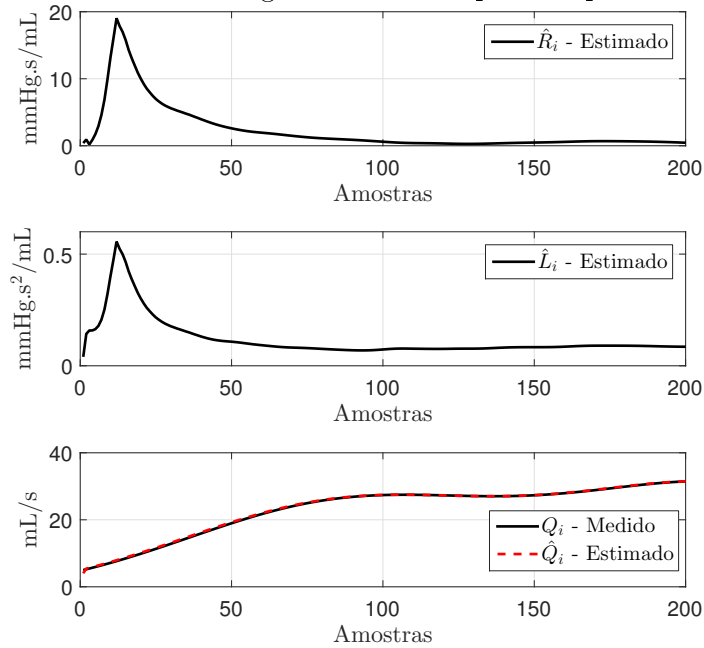 mmHg.s/mL
20
10
0
R̂ᵢ - Estimado
0 50 100 150 200
Amostras
mmHg.s²/mL
0.5
0
L̂ᵢ - Estimado
0 50 100 150 200
Amostras
mL/s
40
20
0
Qᵢ - Medido
Q̂ᵢ - Estimado
0 50 100 150 200
Amostras